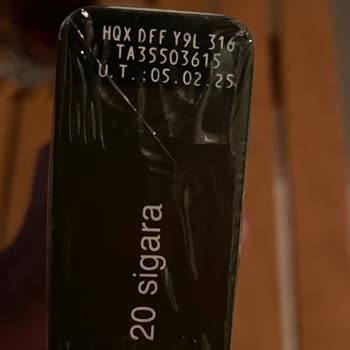 HQX DFF Y9L 316
TA35503615
U.T.:05.02.25
20 sigara